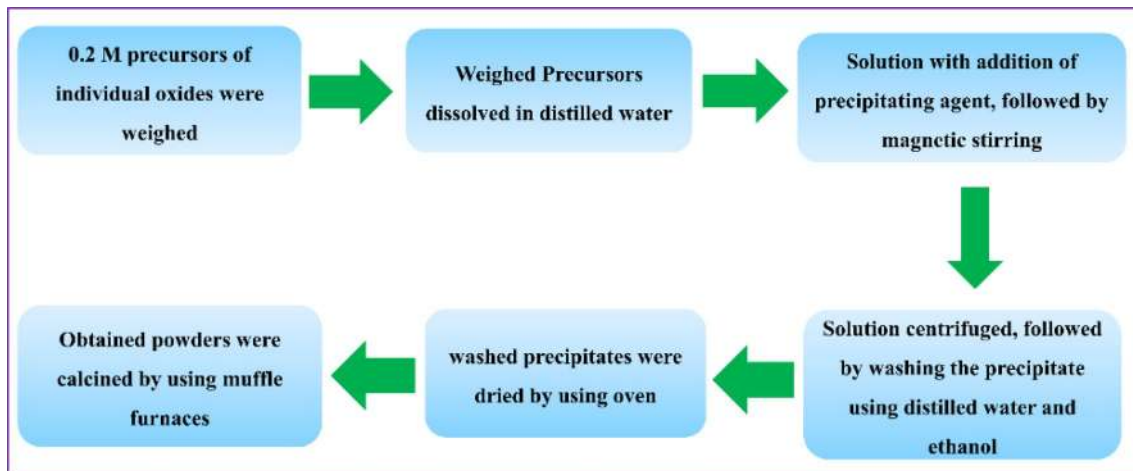 0.2 M precursors of
individual oxides were
weighed
Weighed Precursors
dissolved in distilled water
Solution with addition of
precipitating agent, followed by
magnetic stirring
Solution centrifuged, followed
by washing the precipitate
using distilled water and
ethanol
washed precipitates were
dried by using oven
Obtained powders were
calcined by using muffle
furnaces